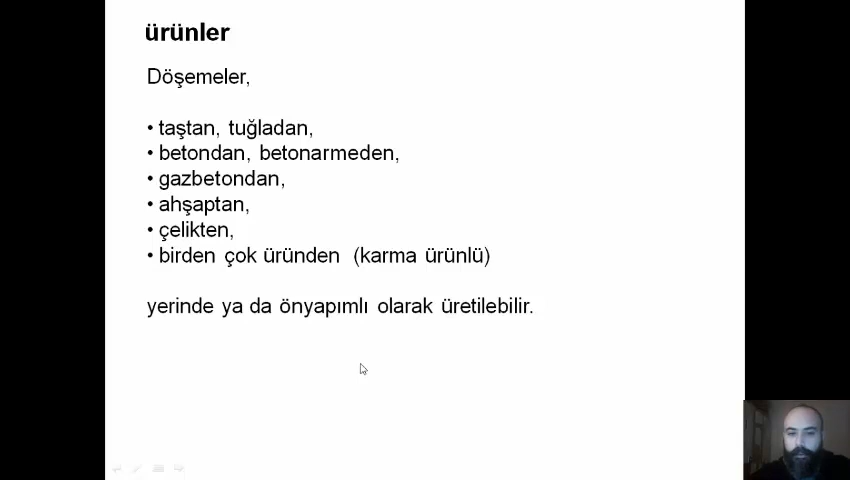 ürünler
Döşemeler,
• taştan, tuğladan,
• betondan, betonarmeden,
• gazbetondan,
• ahşaptan,
• çelikten,
• birden çok üründen (karma ürünlü)
yerinde ya da önyapımlı olarak üretilebilir.